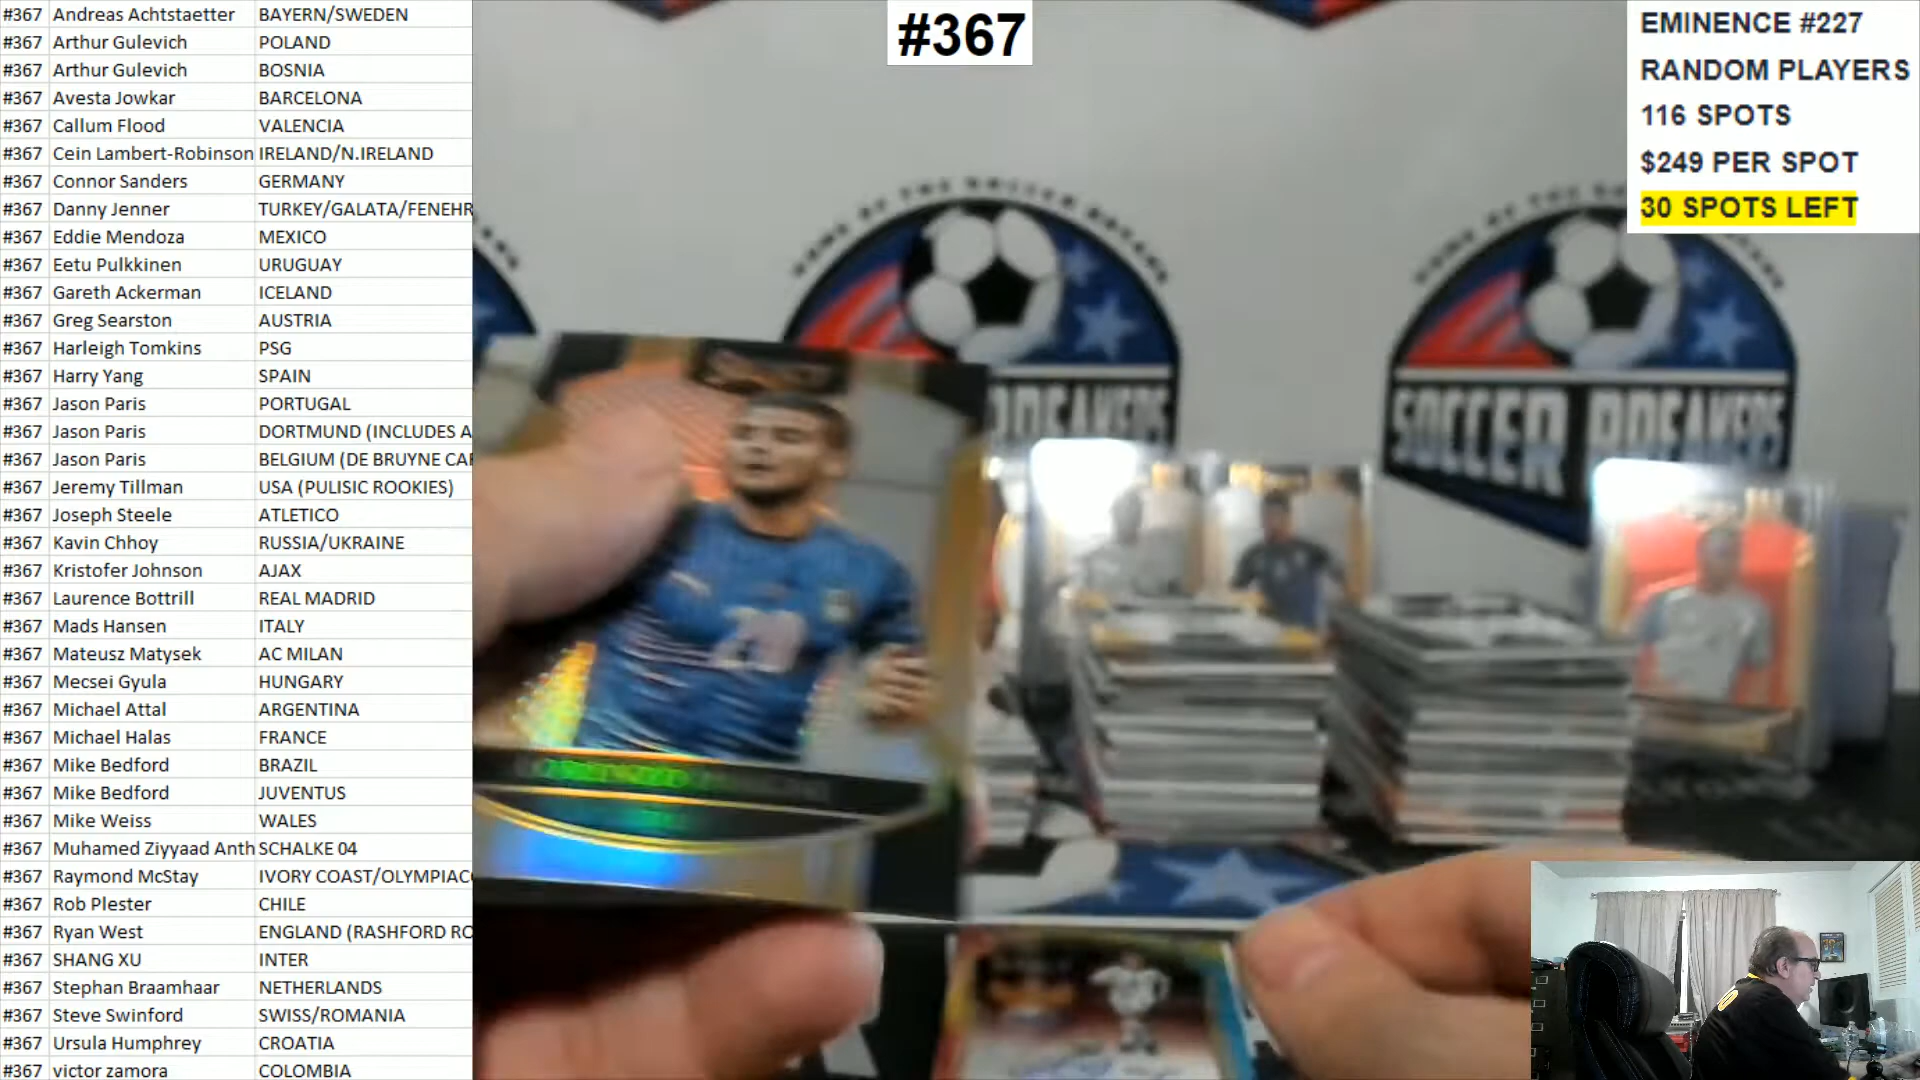 #367 Andreas Achtstaetter BAYERN/SWEDEN
#367 Arthur Gulevich POLAND
#367 Arthur Gulevich BOSNIA
#367 Avesta Jowkar BARCELONA
#367 Callum Flood VALENCIA
#367 Cein Lambert-Robinson IRELAND/N.IRELAND
#367 Connor Sanders GERMANY
#367 Danny Jenner TURKEY/GALATA/FENEHR
#367 Eddie Mendoza MEXICO
#367 Eetu Pulkkinen URUGUAY
#367 Gareth Ackerman ICELAND
#367 Greg Searston AUSTRIA
#367 Harleigh Tomkins PSG
#367 Harry Yang SPAIN
#367 Jason Paris PORTUGAL
#367 Jason Paris DORTMUND (INCLUDES A
#367 Jason Paris BELGIUM (DE BRUYNE CAR
#367 Jeremy Tillman USA (PULISIC ROOKIES)
#367 Joseph Steele ATLETICO
#367 Kavin Chhoy RUSSIA/UKRAINE
#367 Kristofer Johnson AJAX
#367 Laurence Bottrill REAL MADRID
#367 Mads Hansen ITALY
#367 Mateusz Matysek AC MILAN
#367 Mecsei Gyula HUNGARY
#367 Michael Attal ARGENTINA
#367 Michael Halas FRANCE
#367 Mike Bedford BRAZIL
#367 Mike Bedford JUVENTUS
#367 Mike Weiss WALES
#367 Muhamed Ziyyaad Anth SCHALKE 04
#367 Raymond McStay IVORY COAST/OLYMPIAC
#367 Rob Plester CHILE
#367 Ryan West ENGLAND (RASHFORD RO
#367 SHANG XU INTER
#367 Stephan Braamhaar NETHERLANDS
#367 Steve Swinford SWISS/ROMANIA
#367 Ursula Humphrey CROATIA
#367 victor zamora COLOMBIA
#367
EMINENCE #227
RANDOM PLAYERS
116 SPOTS
$249 PER SPOT
30 SPOTS LEFT
HOME OF THE SOCCER BREAKERS
BREAKERS
SOCCER BREAKERS
20